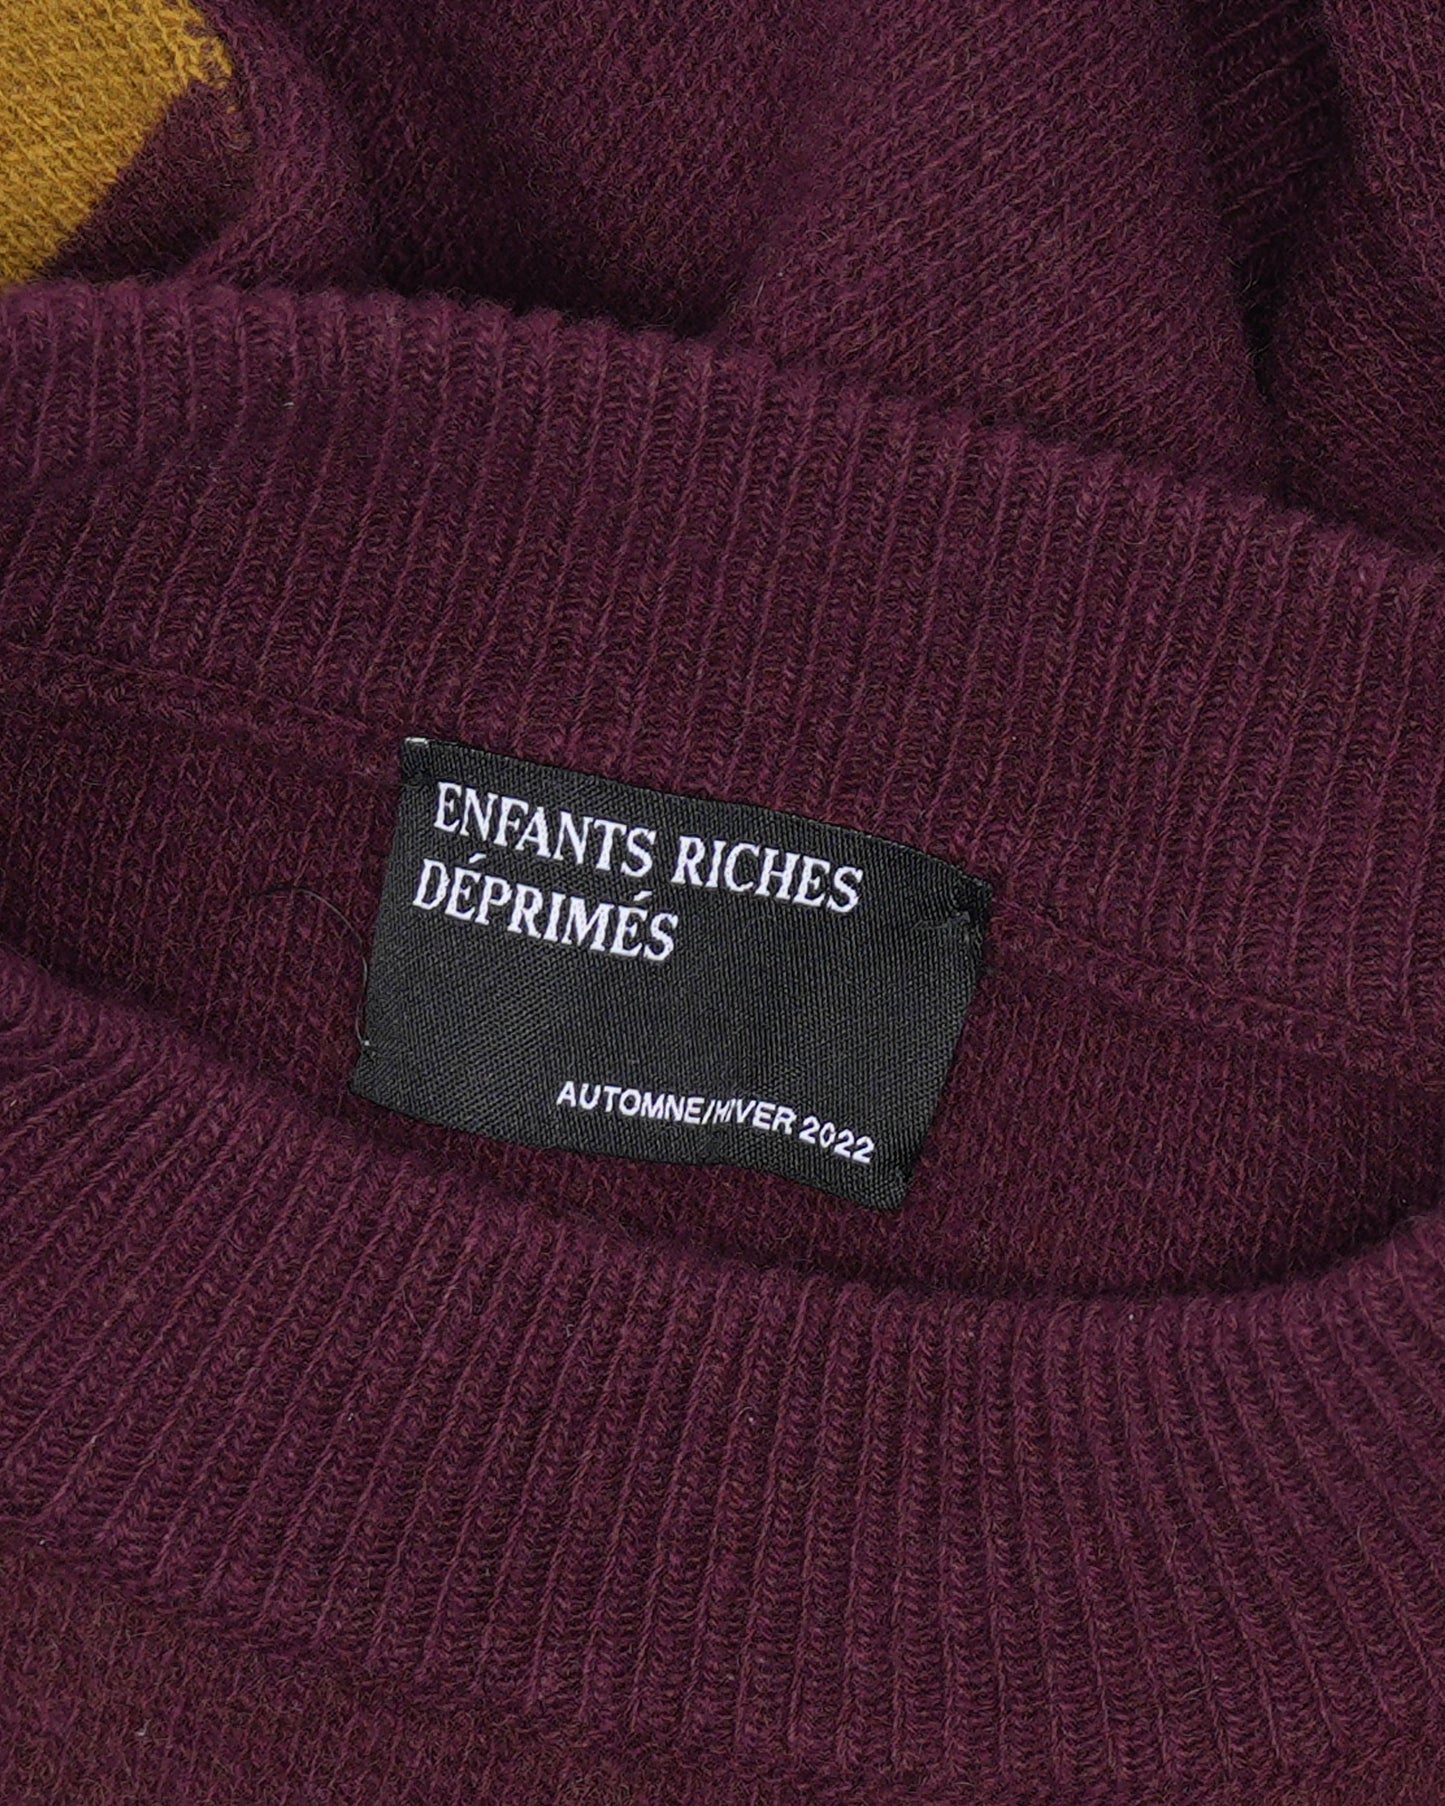 ENFANTS RICHES
DÉPRIMÉS
AUTOMNE/HIVER 2022